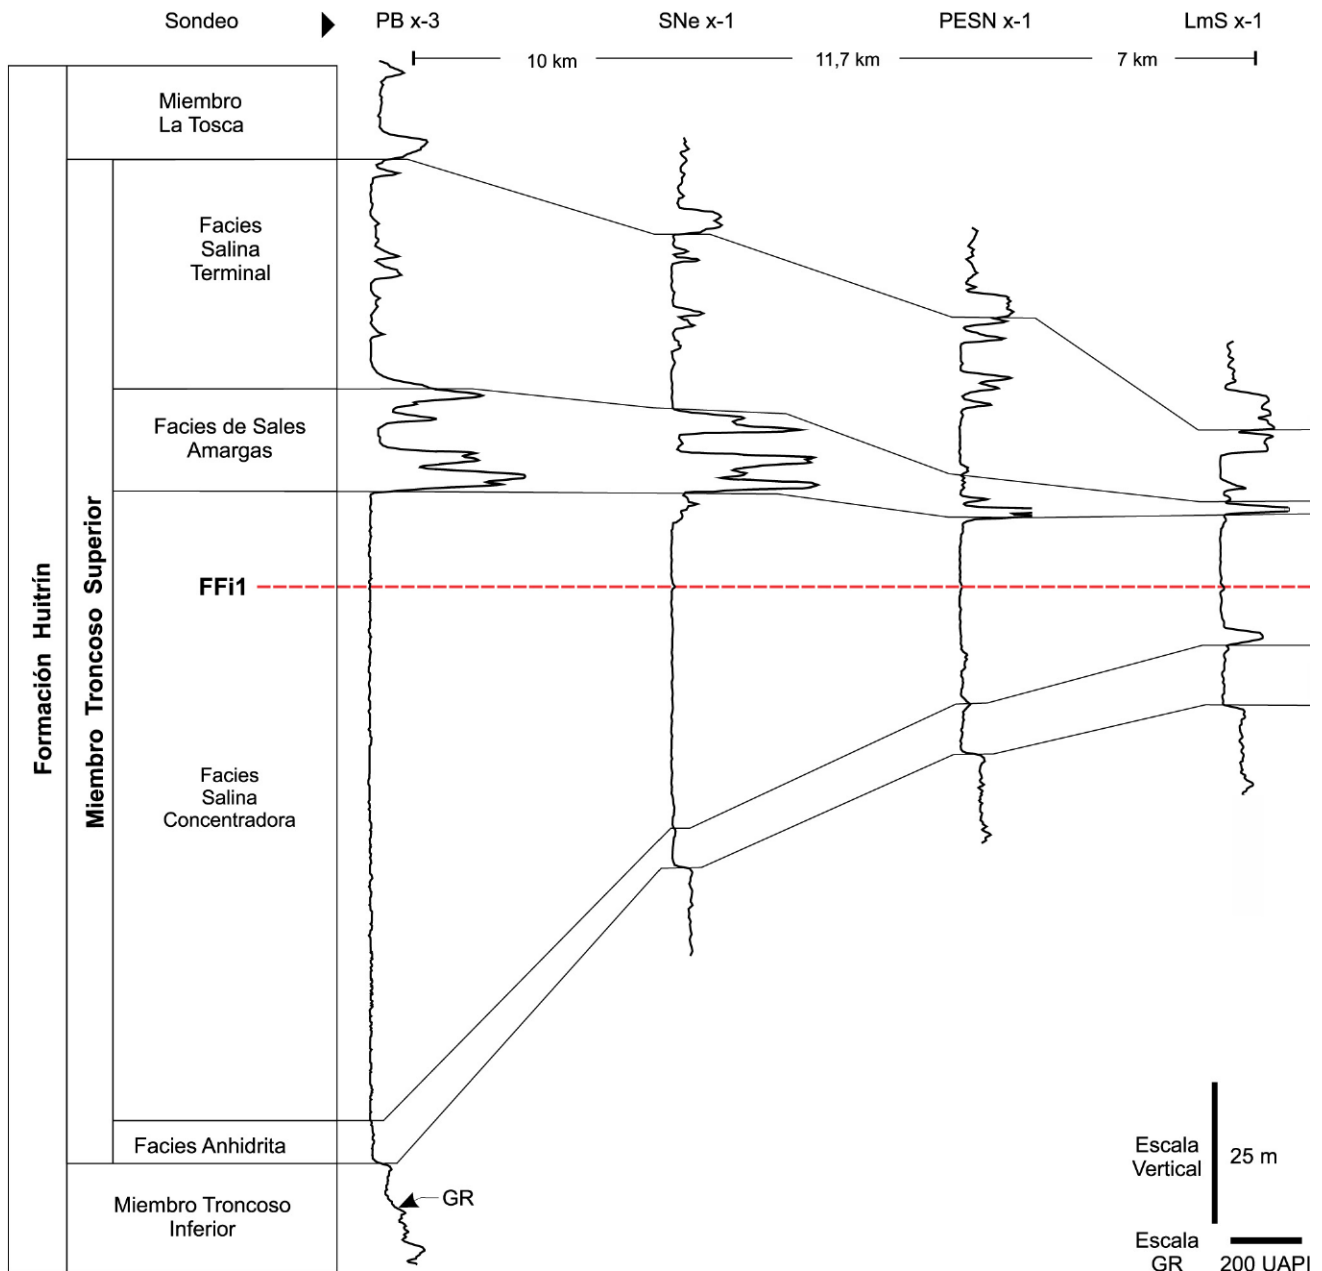 Sondeo
PB x-3
SNe x-1
PESN x-1
LmS x-1
10 km
11,7 km
7 km
Formación Huitrín
Miembro
La Tosca
Miembro Troncoso Superior
Facies
Salina
Terminal
Facies de Sales
Amargas
FFi1
Facies
Salina
Concentradora
Facies Anhidrita
Miembro Troncoso
Inferior
GR
Escala
Vertical
25 m
Escala
GR
200 UAPI